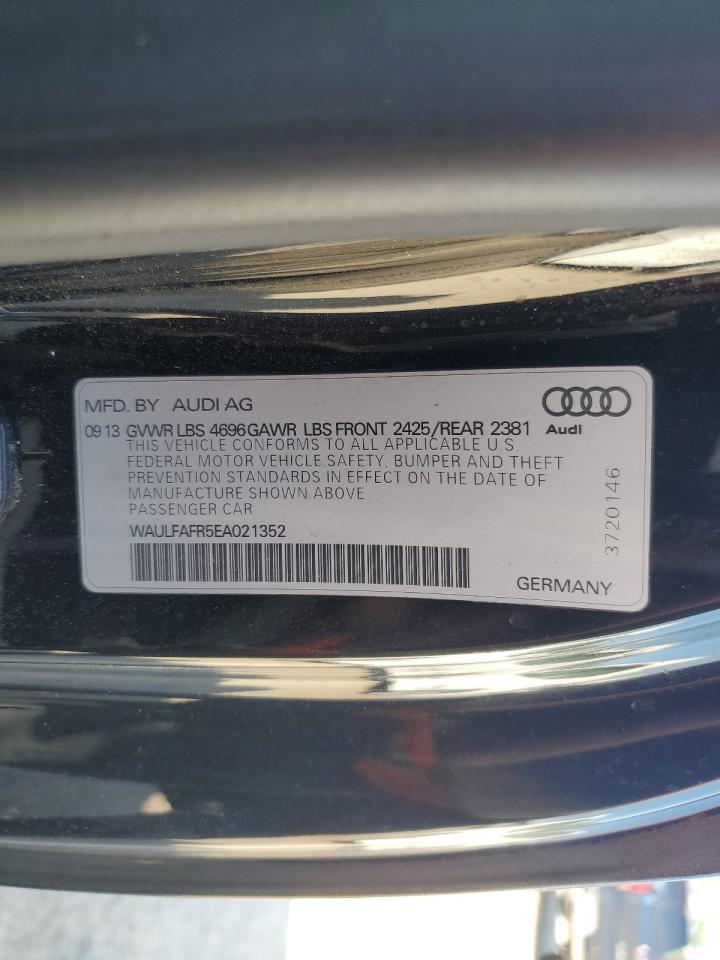 MFD. BY AUDI AG
09 13 GVWR LBS 4696 GAWR LBS FRONT 2425/REAR 2381 Audi
THIS VEHICLE CONFORMS TO ALL APPLICABLE U.S.
FEDERAL MOTOR VEHICLE SAFETY, BUMPER AND THEFT
PREVENTION STANDARDS IN EFFECT ON THE DATE OF
MANUFACTURE SHOWN ABOVE
PASSENGER CAR
WAULFAFR5EA021352
GERMANY
3720146